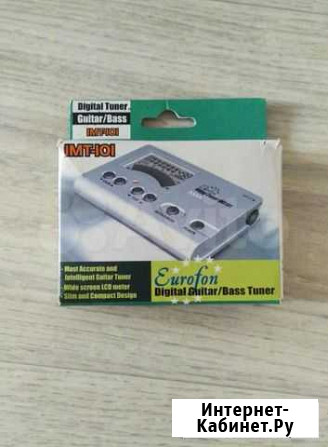 Digital Tuner
Guitar/Bass
IMT-101
IMT-101
Most Accurate and
Intelligent Guitar Tuner
Wide screen LCD meter
Slim and Compact Design
Eurofon
Digital Guitar/Bass Tuner
Интернет-
Кабинет.Ру